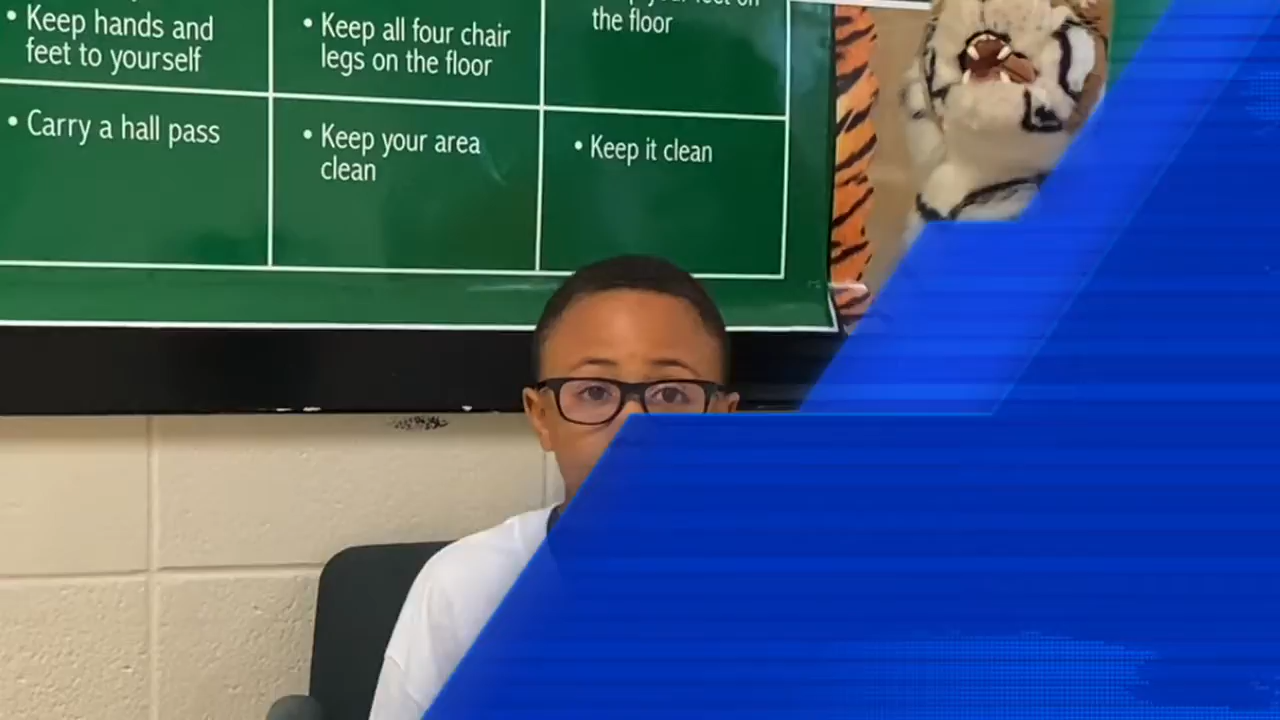 • Keep hands and
feet to yourself
• Keep all four chair
legs on the floor
the floor
• Carry a hall pass
• Keep your area
clean
• Keep it clean